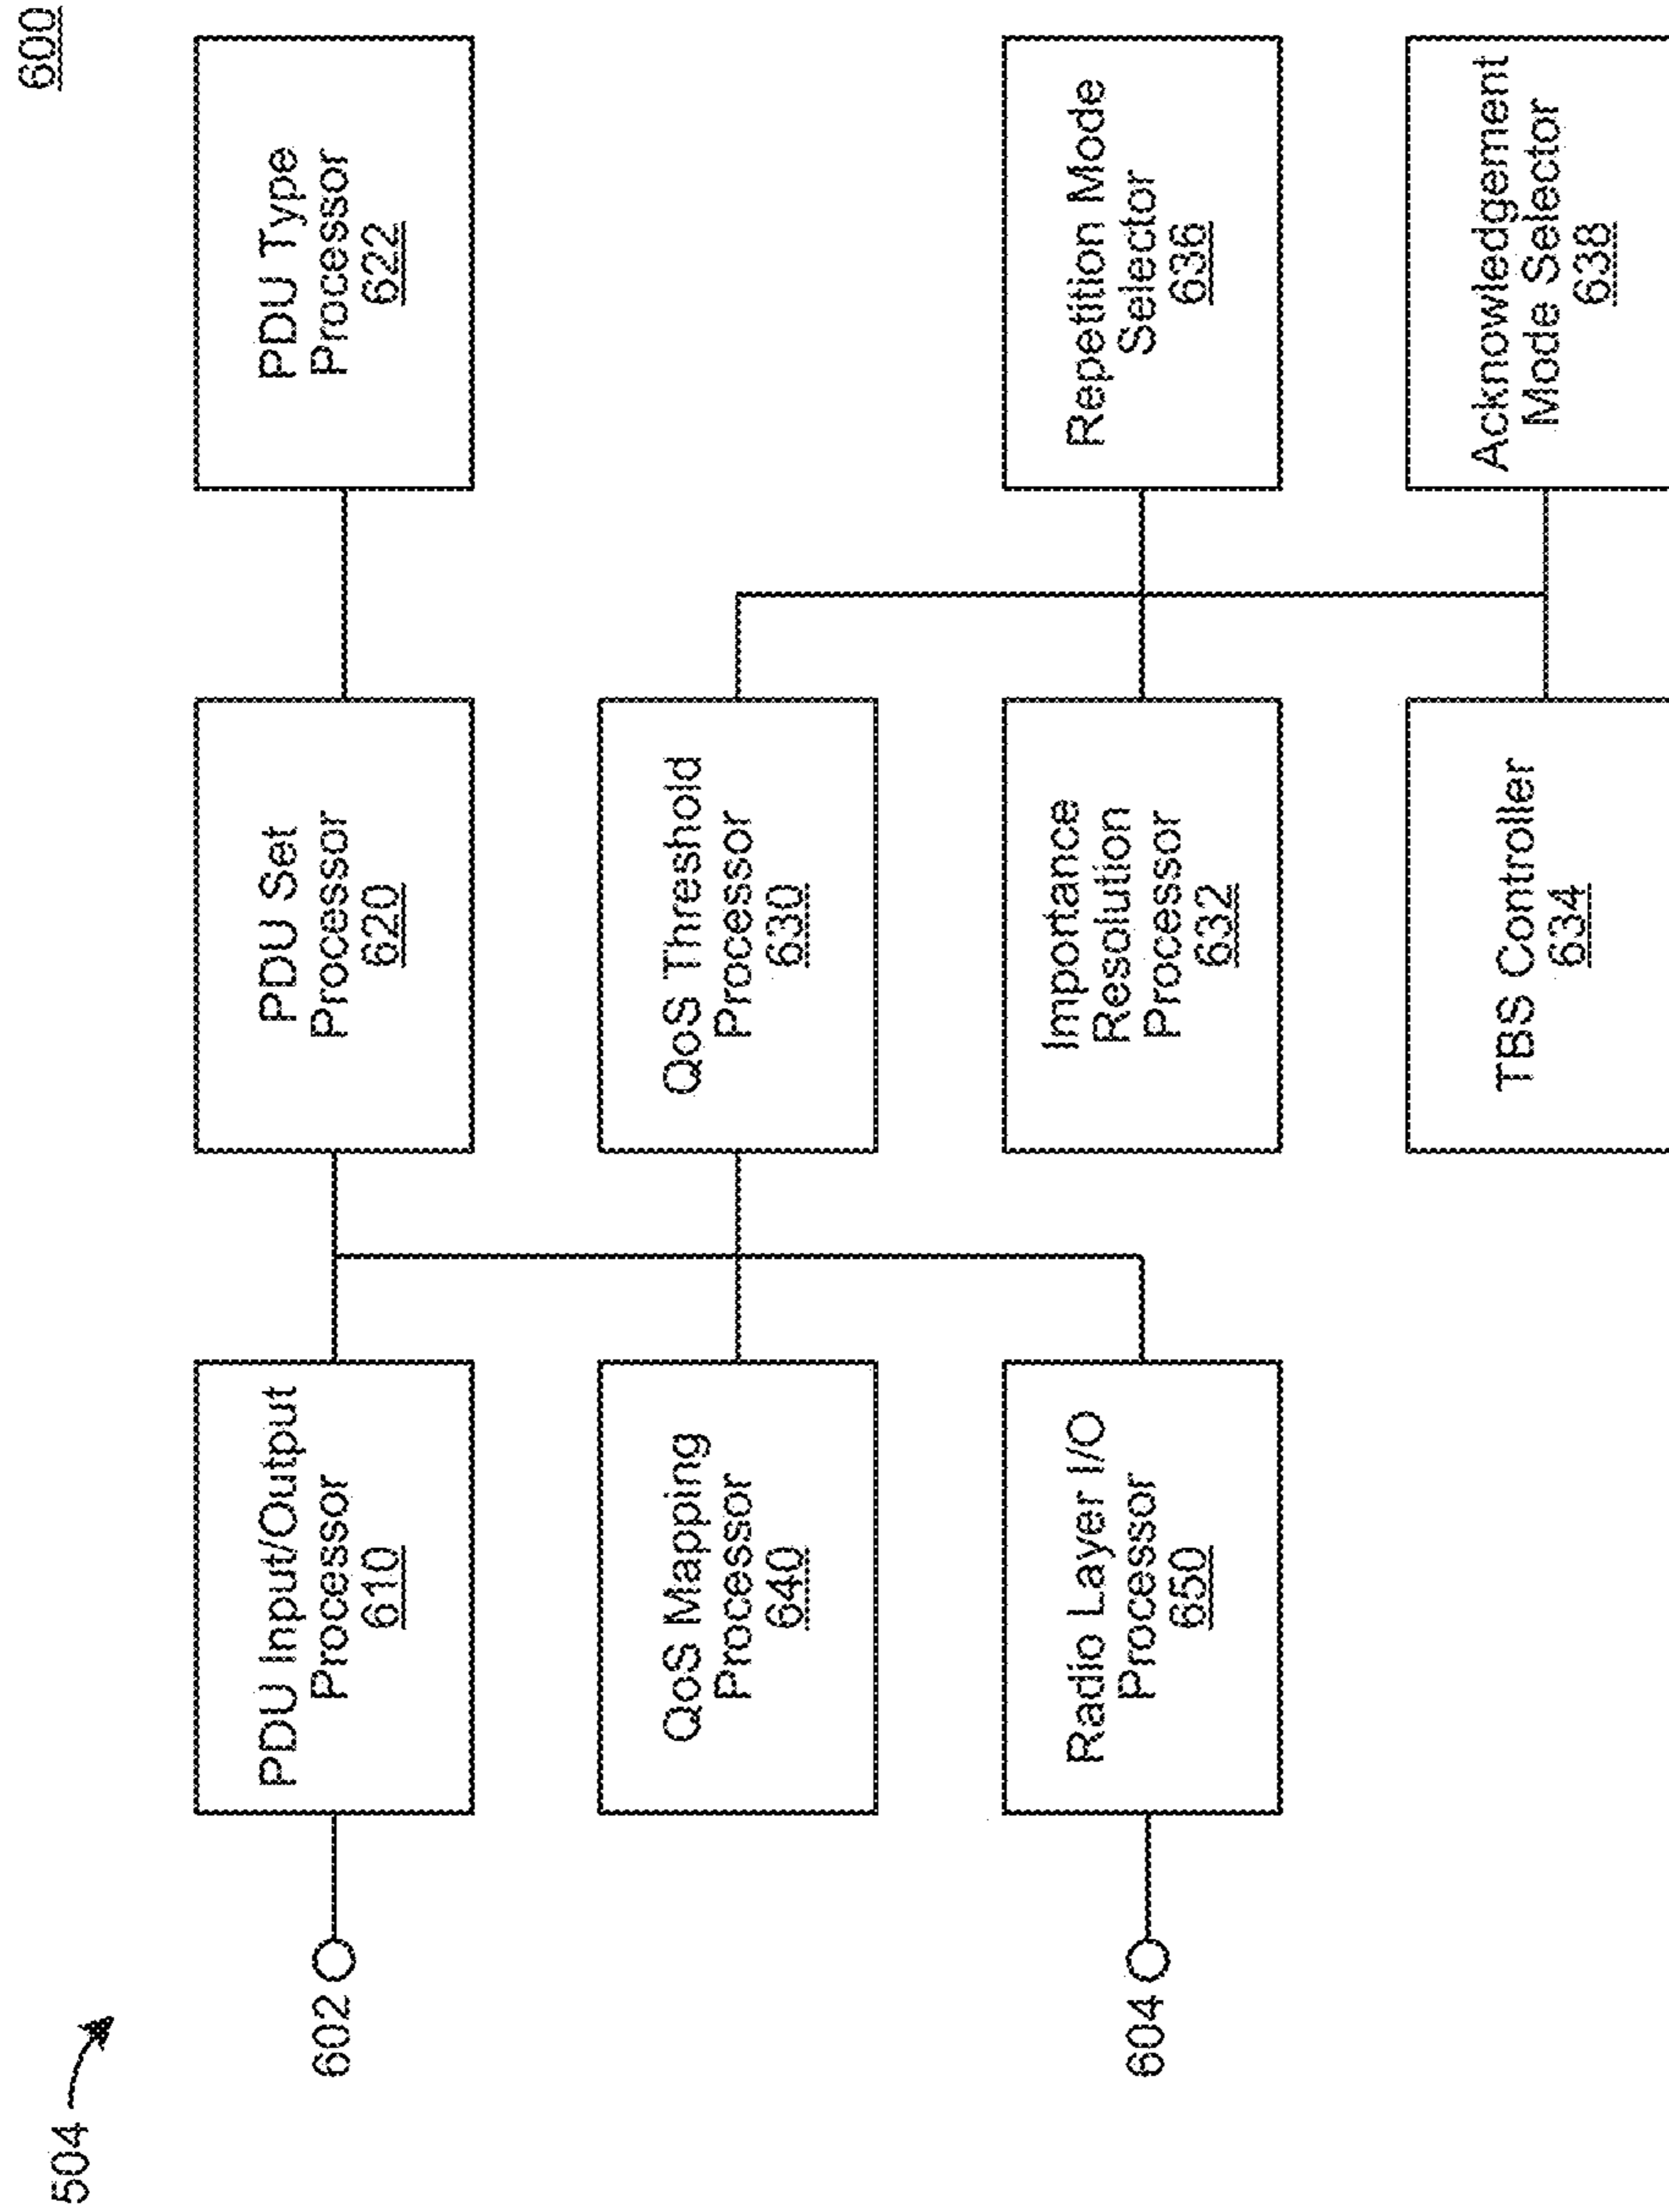 600
504
602
PDU Input/Output
Processor
610
PDU Set
Processor
620
PDU Type
Processor
622
QoS Mapping
Processor
640
QoS Threshold
Processor
630
604
Radio Layer I/O
Processor
650
Importance
Resolution
Processor
632
Repetition Mode
Selector
636
TBS Controller
634
Acknowledgement
Mode Selector
638